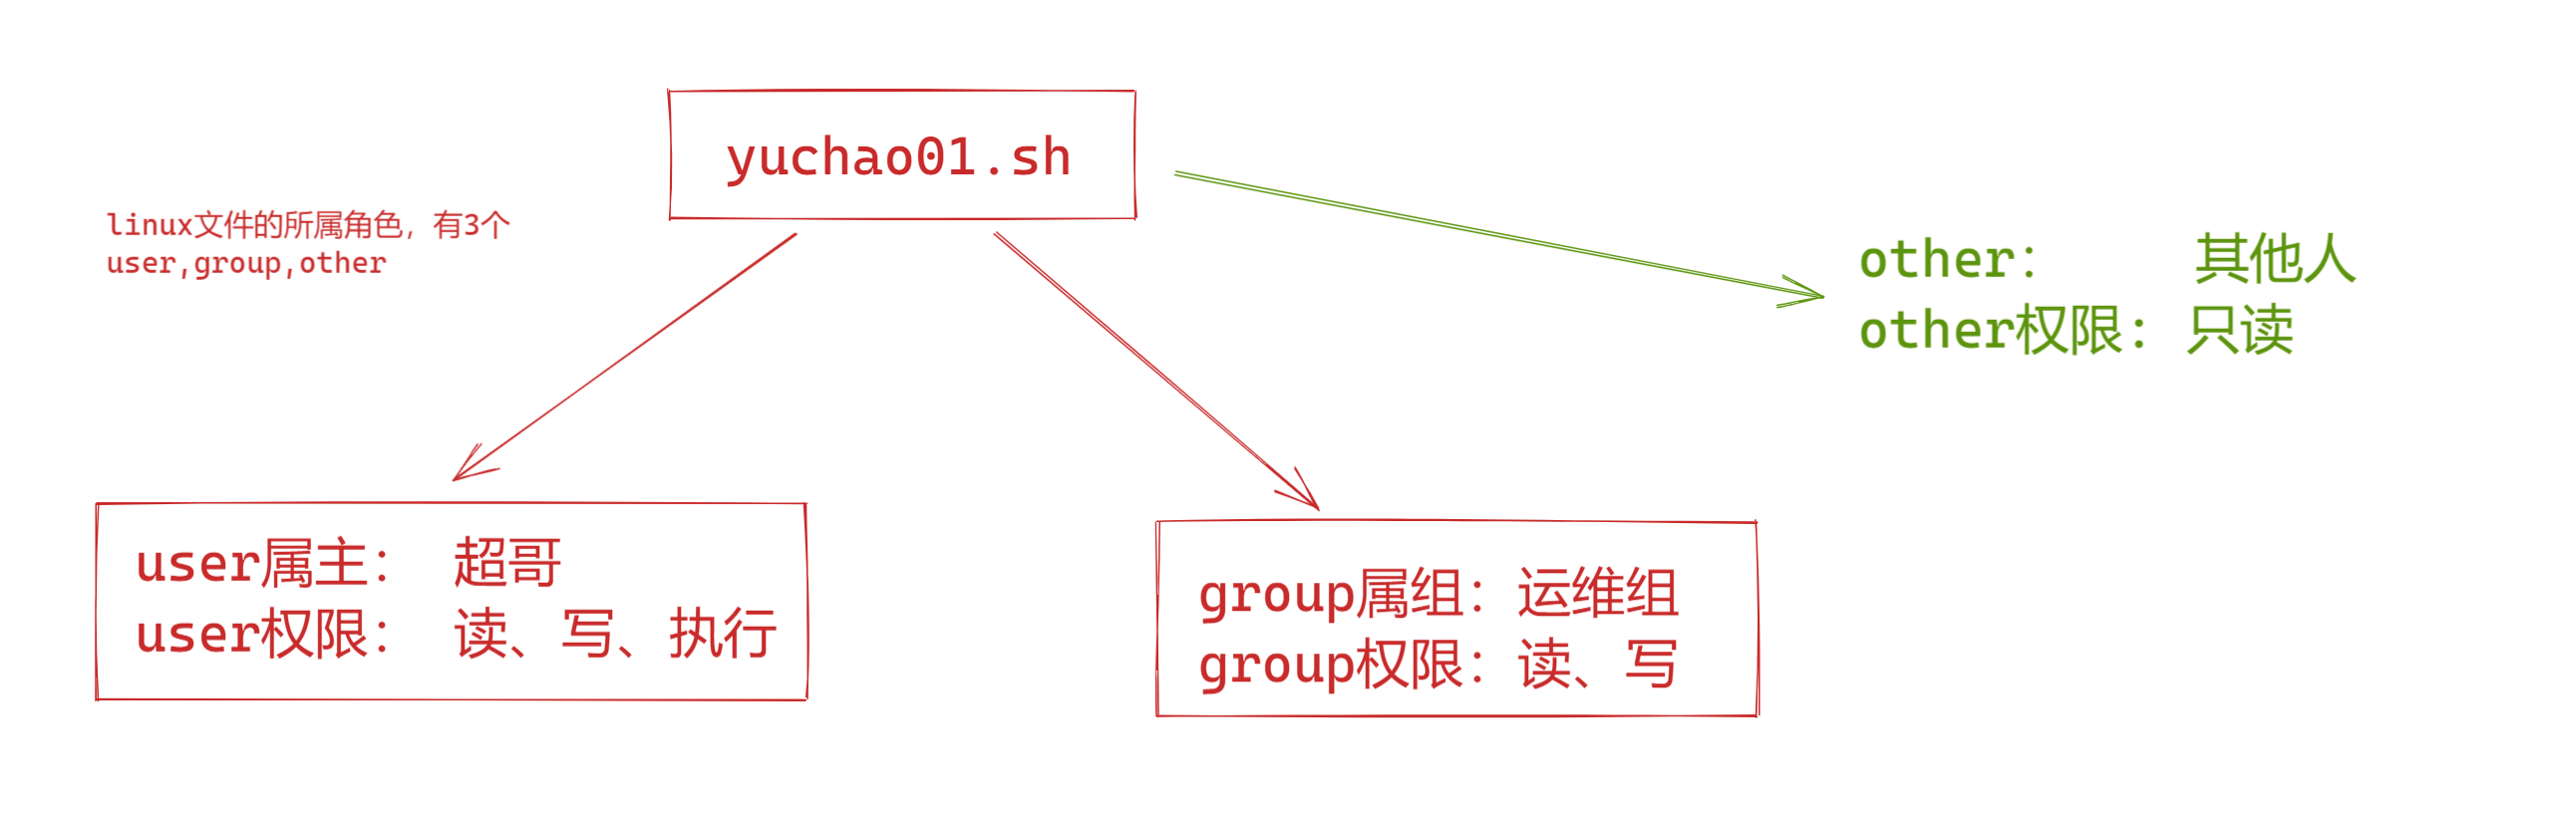 yuchao01.sh
linux文件的所属角色，有3个
user,group,other
other： 其他人
other权限：只读
user属主： 超哥
user权限： 读、写、执行
group属组：运维组
group权限：读、写